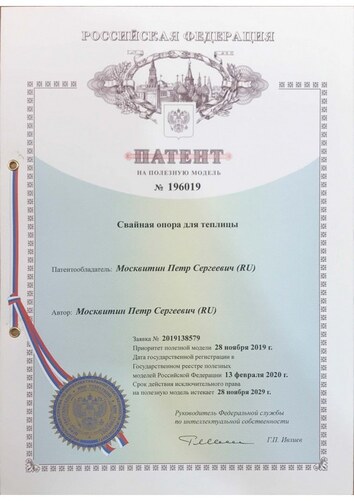 РОССИЙСКАЯ ФЕДЕРАЦИЯ
ПАТЕНТ
НА ПОЛЕЗНУЮ МОДЕЛЬ
№ 196019
Свайная опора для теплицы
Патентообладатель: Москвитин Петр Сергеевич (RU)
Автор: Москвитин Петр Сергеевич (RU)
Заявка № 2019138579
Приоритет полезной модели 28 ноября 2019 г.
Дата государственной регистрации в
Государственном реестре полезных
моделей Российской Федерации 13 февраля 2020 г.
Срок действия исключительного права
на полезную модель истекает 28 ноября 2029 г.
Руководитель Федеральной службы
по интеллектуальной собственности
Г.П. Ивлиев